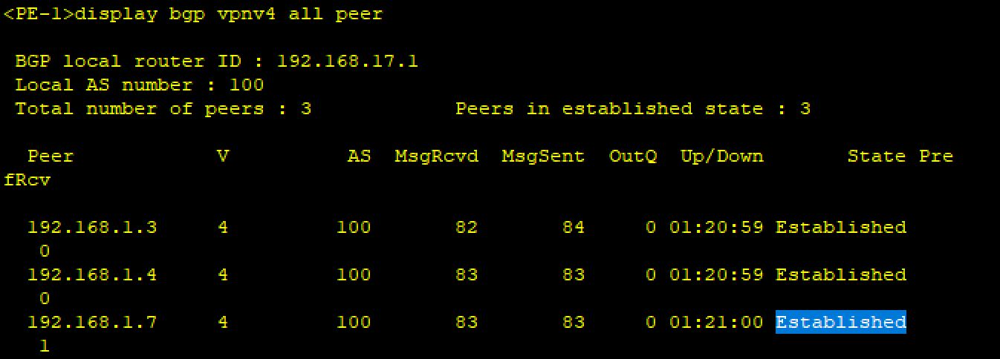 <PE-1>display bgp vpnv4 all peer
BGP local router ID : 192.168.17.1
Local AS number : 100
Total number of peers : 3            Peers in established state : 3
Peer            V          AS  MsgRcvd  MsgSent  OutQ  Up/Down       State Pre
fRcv
192.168.1.3     4         100       82       84     0 01:20:59 Established
0
192.168.1.4     4         100       83       83     0 01:20:59 Established
0
192.168.1.7     4         100       83       83     0 01:21:00 Established
1